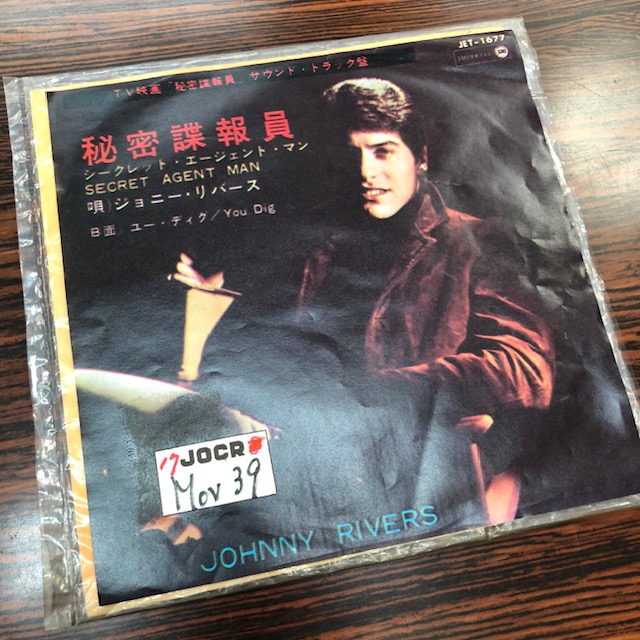 JET-1677
IMPERIAL
TV映画 秘密諜報員 サウンド・トラック盤
秘密諜報員
シークレット・エージェント・マン
SECRET AGENT MAN
唄)ジョニー・リバース
B面) ユー・ディグ/You Dig
JOCR
Mov 39
JOHNNY RIVERS